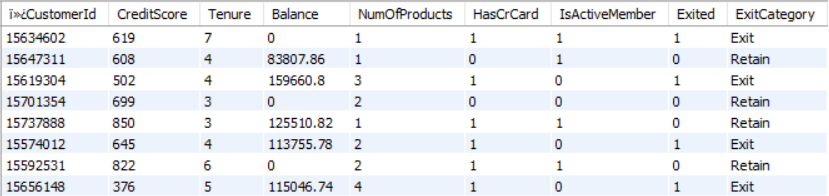 ï»¿CustomerId CreditScore Tenure Balance NumOfProducts HasCrCard IsActiveMember Exited ExitCategory
15634602 619 7 0 1 1 1 1 Exit
15647311 608 4 83807.86 1 0 1 0 Retain
15619304 502 4 159660.8 3 1 0 1 Exit
15701354 699 3 0 2 0 0 0 Retain
15737888 850 3 125510.82 1 1 1 0 Retain
15574012 645 4 113755.78 2 1 0 1 Exit
15592531 822 6 0 2 1 1 0 Retain
15656148 376 5 115046.74 4 1 0 1 Exit